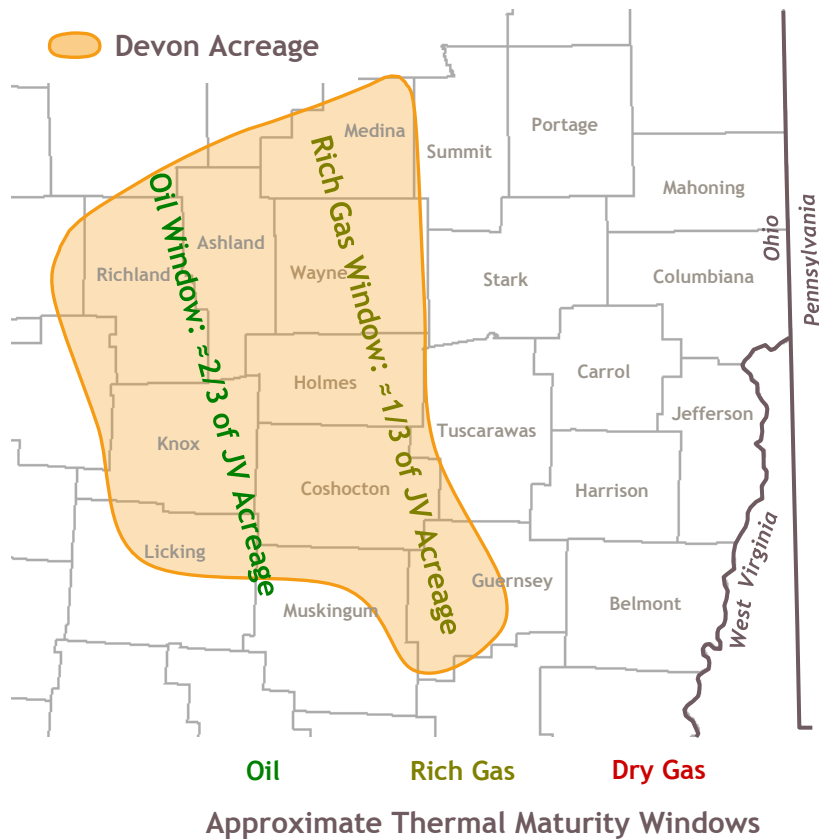 Devon Acreage
Medina
Summit
Portage
Mahoning
Ohio
Pennsylvania
Oil Window: ≈2/3 of JV Acreage
Rich Gas Window: ≈1/3 of JV Acreage
Richland
Ashland
Wayne
Stark
Columbiana
Holmes
Carrol
Jefferson
Knox
Tuscarawas
Coshocton
Harrison
Licking
Muskingum
Guernsey
Belmont
West Virginia
Oil
Rich Gas
Dry Gas
Approximate Thermal Maturity Windows